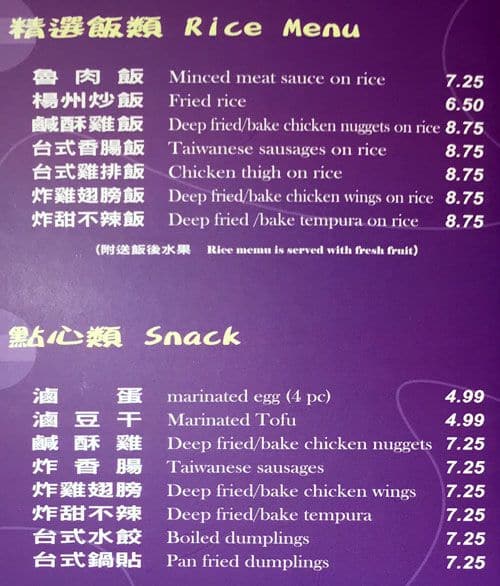 精選飯類 Rice Menu
魯肉飯 Minced meat sauce on rice 7.25
楊州炒飯 Fried rice 6.50
鹹酥雞飯 Deep fried/bake chicken nuggets on rice 8.75
台式香腸飯 Taiwanese sausages on rice 8.75
台式雞排飯 Chicken thigh on rice 8.75
炸雞翅膀飯 Deep fried/bake chicken wings on rice 8.75
炸甜不辣飯 Deep fried /bake tempura on rice 8.75
(附送飯後水果 Rice memu is served with fresh fruit)
點心類 Snack
滷蛋 marinated egg (4 pc) 4.99
滷豆干 Marinated Tofu 4.99
鹹酥雞 Deep fried/bake chicken nuggets 7.25
炸香腸 Taiwanese sausages 7.25
炸雞翅膀 Deep fried/bake chicken wings 7.25
炸甜不辣 Deep fried/bake tempura 7.25
台式水餃 Boiled dumplings 7.25
台式鍋貼 Pan fried dumplings 7.25